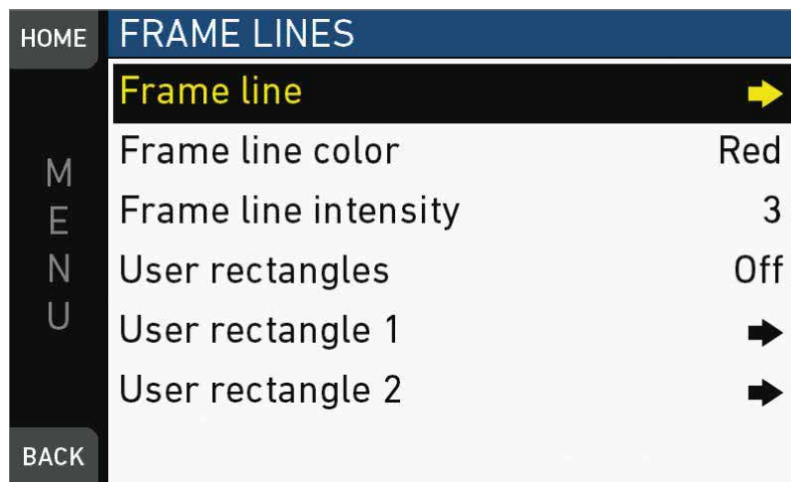 HOME FRAME LINES
Frame line
Frame line color Red
Frame line intensity 3
User rectangles Off
User rectangle 1
User rectangle 2
MENU
BACK